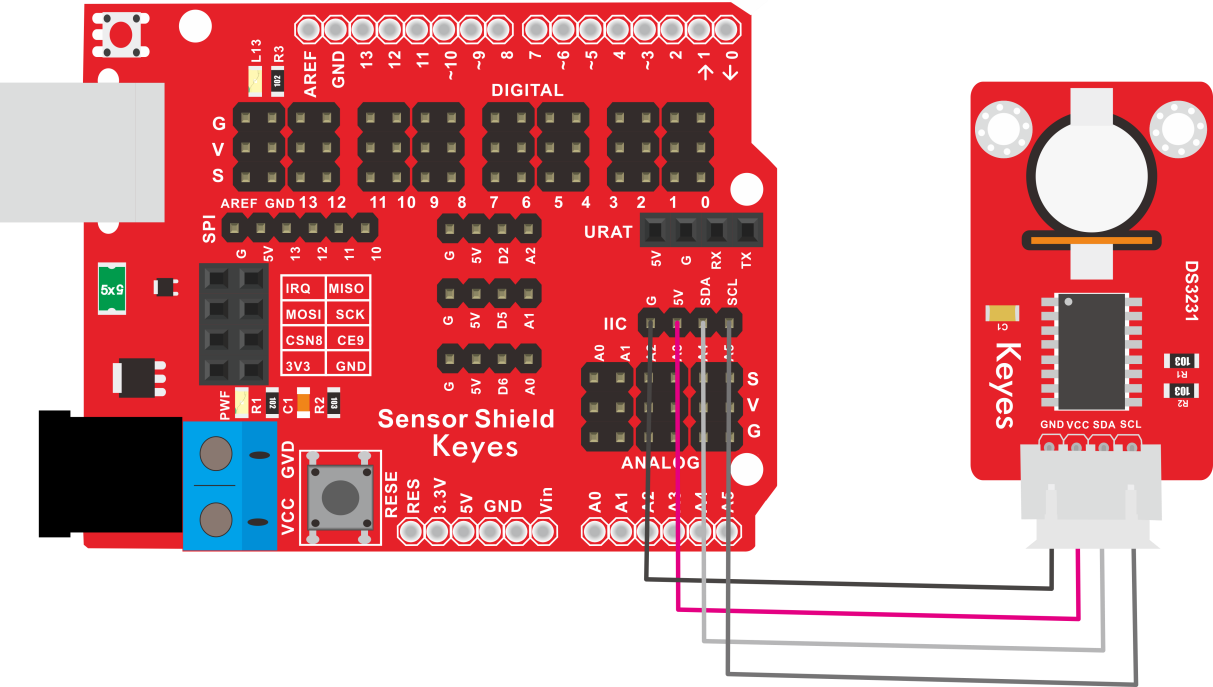 L13
R3
102
AREF
GND
13
12
11
~10
~9
8
7
~6
~5
4
~3
2
→1
←0
DIGITAL
G
V
S
AREF GND 13 12 11 10 9 8 7 6 5 4 3 2 1 0
SPI
G
5V
13
12
11
10
G
5V
D2
A2
URAT
5V
G
RX
TX
5x5
IRQ MISO
MOSI SCK
CSN8 CE9
3V3 GND
G
5V
D5
A1
IIC
G
5V
SDA
SCL
G
5V
D6
A0
A0
A1
A2
A3
A4
A5
S
V
G
ANALOG
PWF
R1
102
C1
R2
103
Sensor Shield
Keyes
GVD
VCC
RESE
RES
3.3V
5V
GND
Vin
A0
A1
A2
A3
A4
A5
DS3231
C1
Keyes
103
R1
103
R2
GND VCC SDA SCL